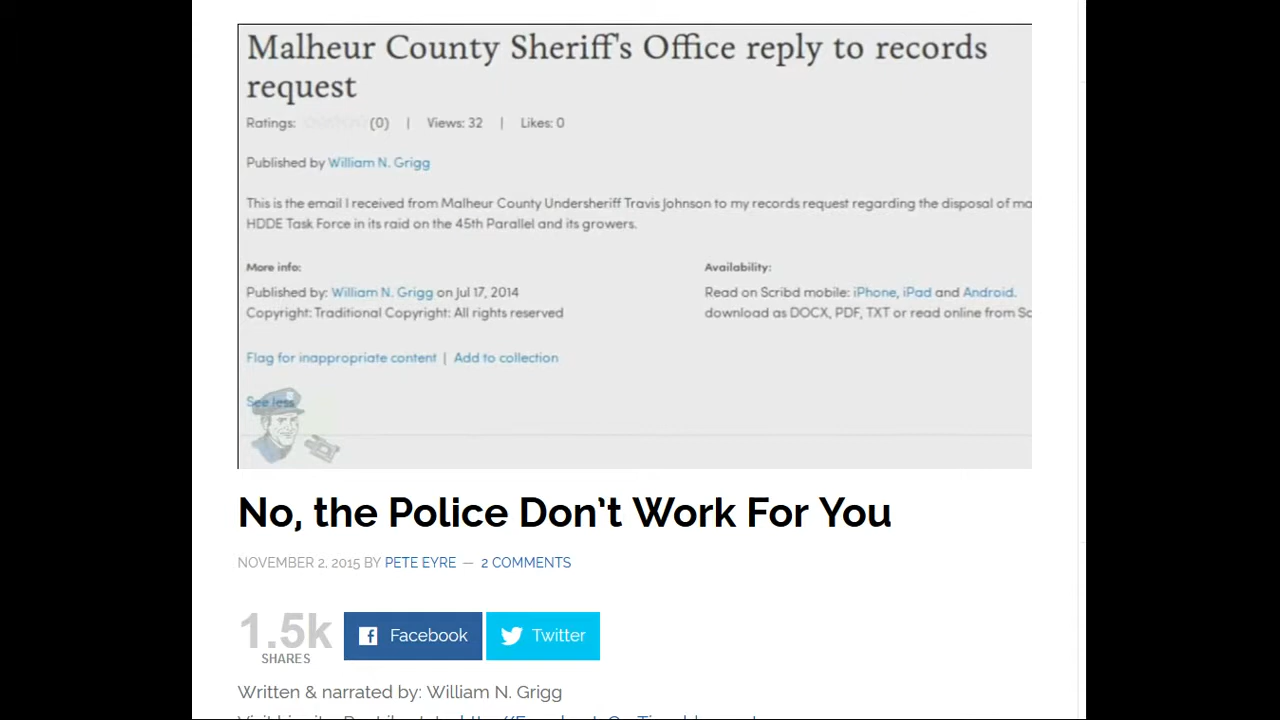 Malheur County Sheriff's Office reply to records
request
Ratings: (0) | Views: 32 | Likes: 0
Published by William N. Grigg
This is the email I received from Malheur County Undersheriff Travis Johnson to my records request regarding the disposal of ma
HDDE Task Force in its raid on the 45th Parallel and its growers.
More info:
Availability:
Published by: William N. Grigg on Jul 17, 2014
Read on Scribd mobile: iPhone, iPad and Android.
Copyright: Traditional Copyright: All rights reserved
download as DOCX, PDF, TXT or read online from Sc
Flag for inappropriate content | Add to collection
See less
No, the Police Don't Work For You
NOVEMBER 2, 2015 BY PETE EYRE — 2 COMMENTS
1.5k
SHARES
Facebook
Twitter
Written & narrated by: William N. Grigg